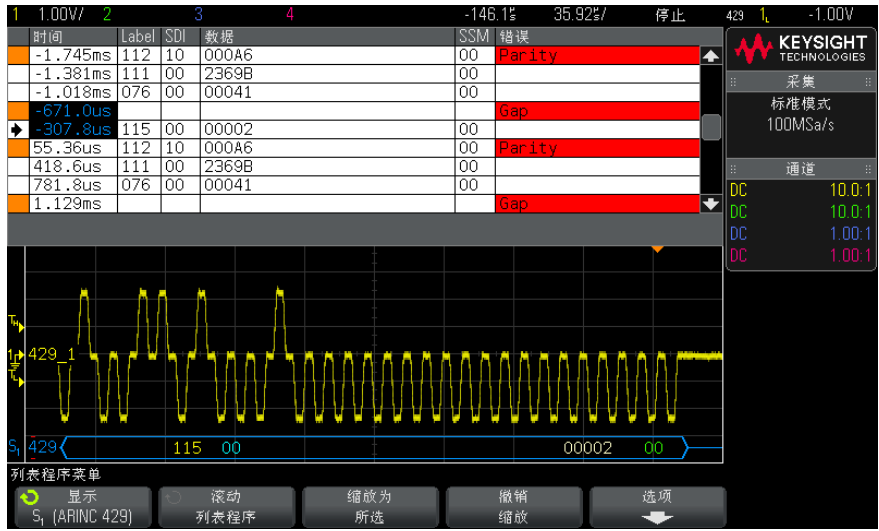 1 1.00V/ 2 3 4 -146.1㎲ 35.92㎲/ 停止 429 1 -1.00V
时间 Label SDI 数据 SSM 错误
-1.745ms 112 10 000A6 00 Parity
-1.381ms 111 00 2369B 00
-1.018ms 076 00 00041 00
-671.0us Gap
-307.8us 115 00 00002 00
55.36us 112 10 000A6 00 Parity
418.6us 111 00 2369B 00
781.8us 076 00 00041 00
1.129ms Gap
KEYSIGHT
TECHNOLOGIES
采集
标准模式
100MSa/s
通道
DC 10.0:1
DC 10.0:1
DC 1.00:1
DC 1.00:1
TH
1 429_1
TL
S1 429 115 00 00002 00
列表程序菜单
显示
S1 (ARINC 429)
滚动
列表程序
缩放为
所选
撤销
缩放
选项